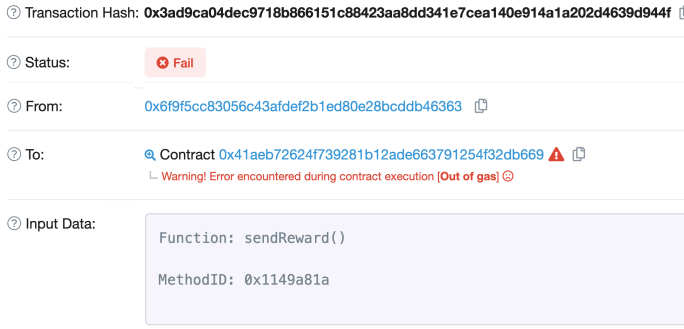 Transaction Hash: 0x3ad9ca04dec9718b866151c88423aa8dd341e7cea140e914a1a202d4639d944f
Status: Fail
From: 0x6f9f5cc83056c43afdef2b1ed80e28bcddb46363
To: Contract 0x41aeb72624f739281b12ade663791254f32db669
Warning! Error encountered during contract execution [Out of gas]
Input Data:
Function: sendReward()
MethodID: 0x1149a81a